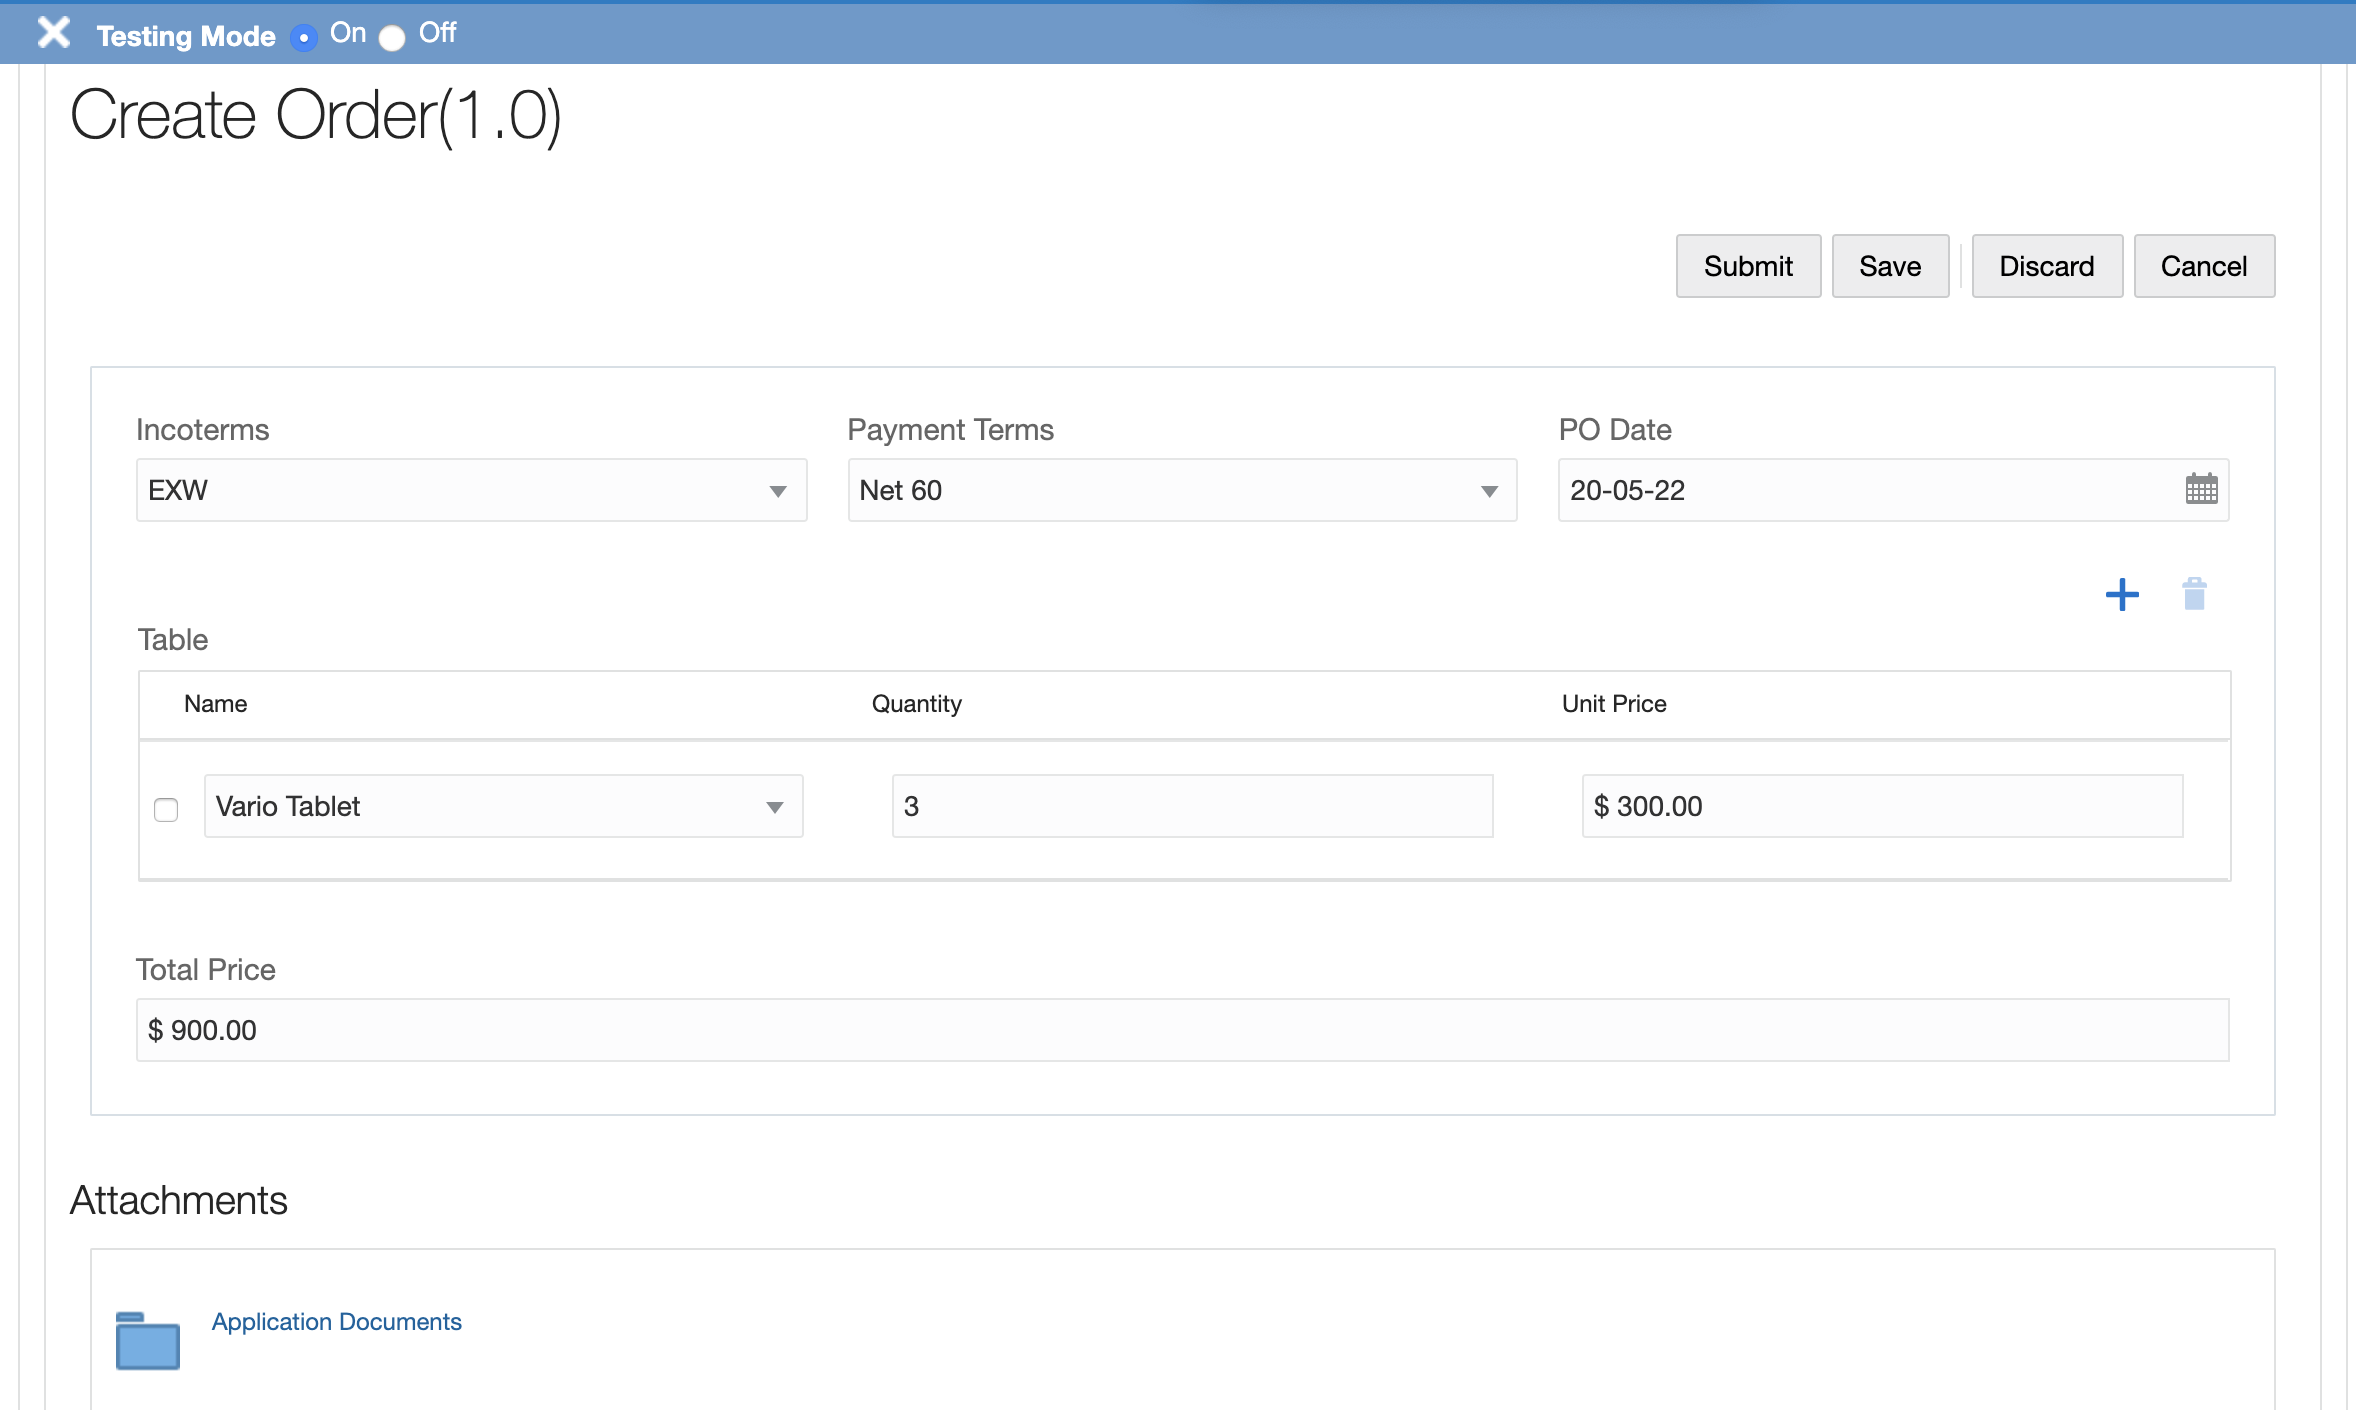 Testing Mode On Off
Create Order(1.0)
Submit Save Discard Cancel
Incoterms Payment Terms PO Date
EXW Net 60 20-05-22
Table
Name Quantity Unit Price
Vario Tablet 3 $ 300.00
Total Price
$ 900.00
Attachments
Application Documents